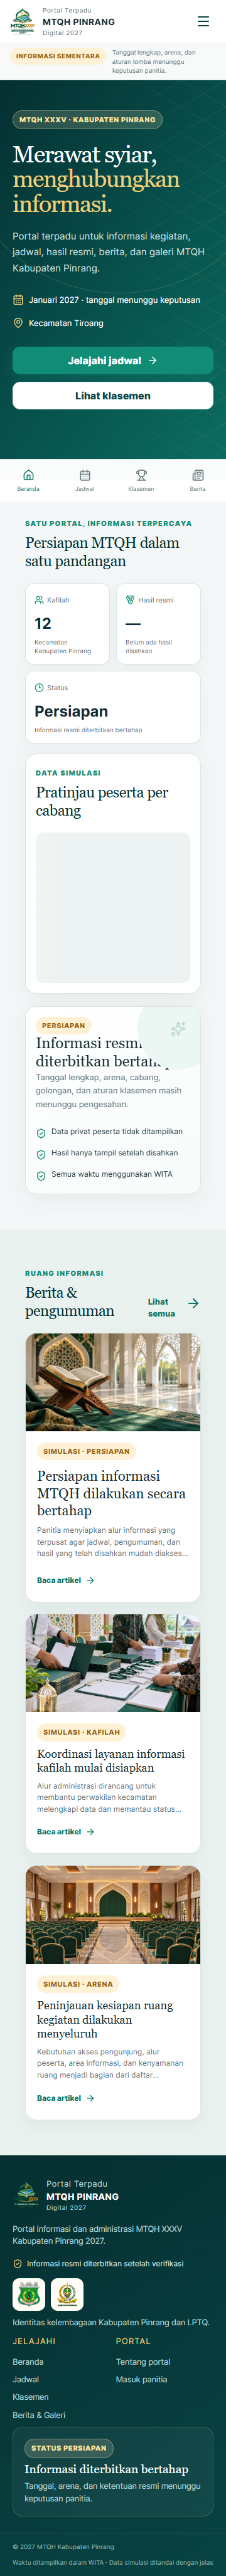 Portal Terpadu
MTQH PINRANG
Digital 2027
INFORMASI SEMENTARA
Tanggal lengkap, arena, dan
aturan lomba menunggu
keputusan panitia.
MTQH XXXV · KABUPATEN PINRANG
Merawat syiar,
menghubungkan
informasi.
Portal terpadu untuk informasi kegiatan,
jadwal, hasil resmi, berita, dan galeri MTQH
Kabupaten Pinrang.
Januari 2027 · tanggal menunggu keputusan
Kecamatan Tiroang
Jelajahi jadwal
Lihat klasemen
Beranda
Jadwal
Klasemen
Berita
SATU PORTAL, INFORMASI TERPERCAYA
Persiapan MTQH dalam
satu pandangan
Kafilah
12
Kecamatan
Kabupaten Pinrang
Hasil resmi
—
Belum ada hasil
disahkan
Status
Persiapan
Informasi resmi diterbitkan bertahap
DATA SIMULASI
Pratinjau peserta per
cabang
PERSIAPAN
Informasi resmi
diterbitkan bertahap
Tanggal lengkap, arena, cabang,
golongan, dan aturan klasemen masih
menunggu pengesahan.
Data privat peserta tidak ditampilkan
Hasil hanya tampil setelah disahkan
Semua waktu menggunakan WITA
RUANG INFORMASI
Berita &
pengumuman
Lihat
semua
SIMULASI · PERSIAPAN
Persiapan informasi
MTQH dilakukan secara
bertahap
Panitia menyiapkan alur informasi yang
terpusat agar jadwal, pengumuman, dan
hasil yang telah disahkan mudah diakses...
Baca artikel
SIMULASI · KAFILAH
Koordinasi layanan informasi
kafilah mulai disiapkan
Alur administrasi dirancang untuk
membantu perwakilan kecamatan
melengkapi data dan memantau status...
Baca artikel
SIMULASI · ARENA
Peninjauan kesiapan ruang
kegiatan dilakukan
menyeluruh
Kebutuhan akses pengunjung, alur
peserta, area informasi, dan kenyamanan
ruang menjadi bagian dari daftar...
Baca artikel
Portal Terpadu
MTQH PINRANG
Digital 2027
Portal informasi dan administrasi MTQH XXXV
Kabupaten Pinrang 2027.
Informasi resmi diterbitkan setelah verifikasi
Identitas kelembagaan Kabupaten Pinrang dan LPTQ.
JELAJAHI
Beranda
Jadwal
Klasemen
Berita & Galeri
PORTAL
Tentang portal
Masuk panitia
STATUS PERSIAPAN
Informasi diterbitkan bertahap
Tanggal, arena, dan ketentuan resmi menunggu
keputusan panitia.
© 2027 MTQH Kabupaten Pinrang
Waktu ditampilkan dalam WITA · Data simulasi ditandai dengan jelas